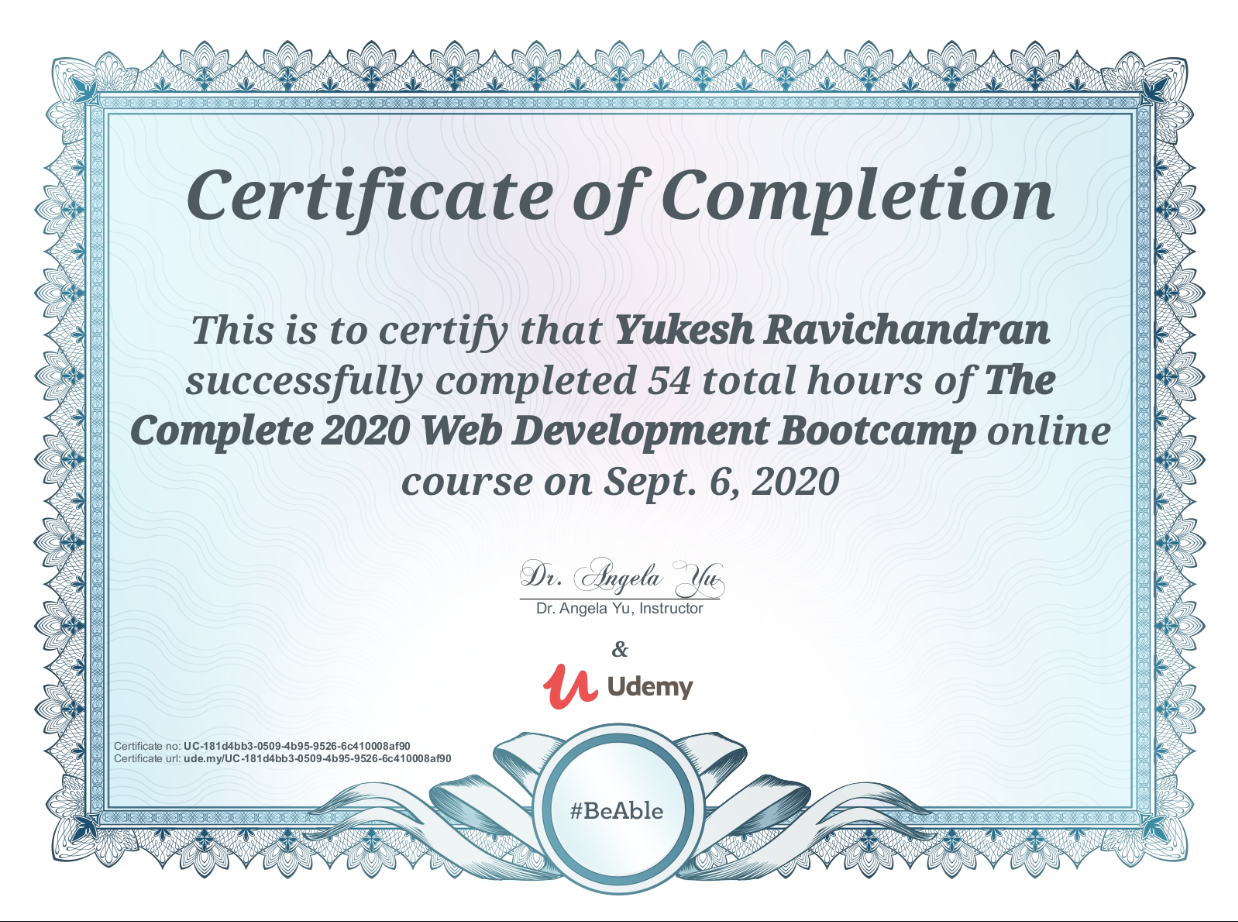 Certificate of Completion
This is to certify that Yukesh Ravichandran
successfully completed 54 total hours of The
Complete 2020 Web Development Bootcamp online
course on Sept. 6, 2020
Dr. Angela Yu
Dr. Angela Yu, Instructor
&
Udemy
Certificate no: UC-181d4bb3-0509-4b95-9526-6c410008af90
Certificate url: ude.my/UC-181d4bb3-0509-4b95-9526-6c410008af90
#BeAble